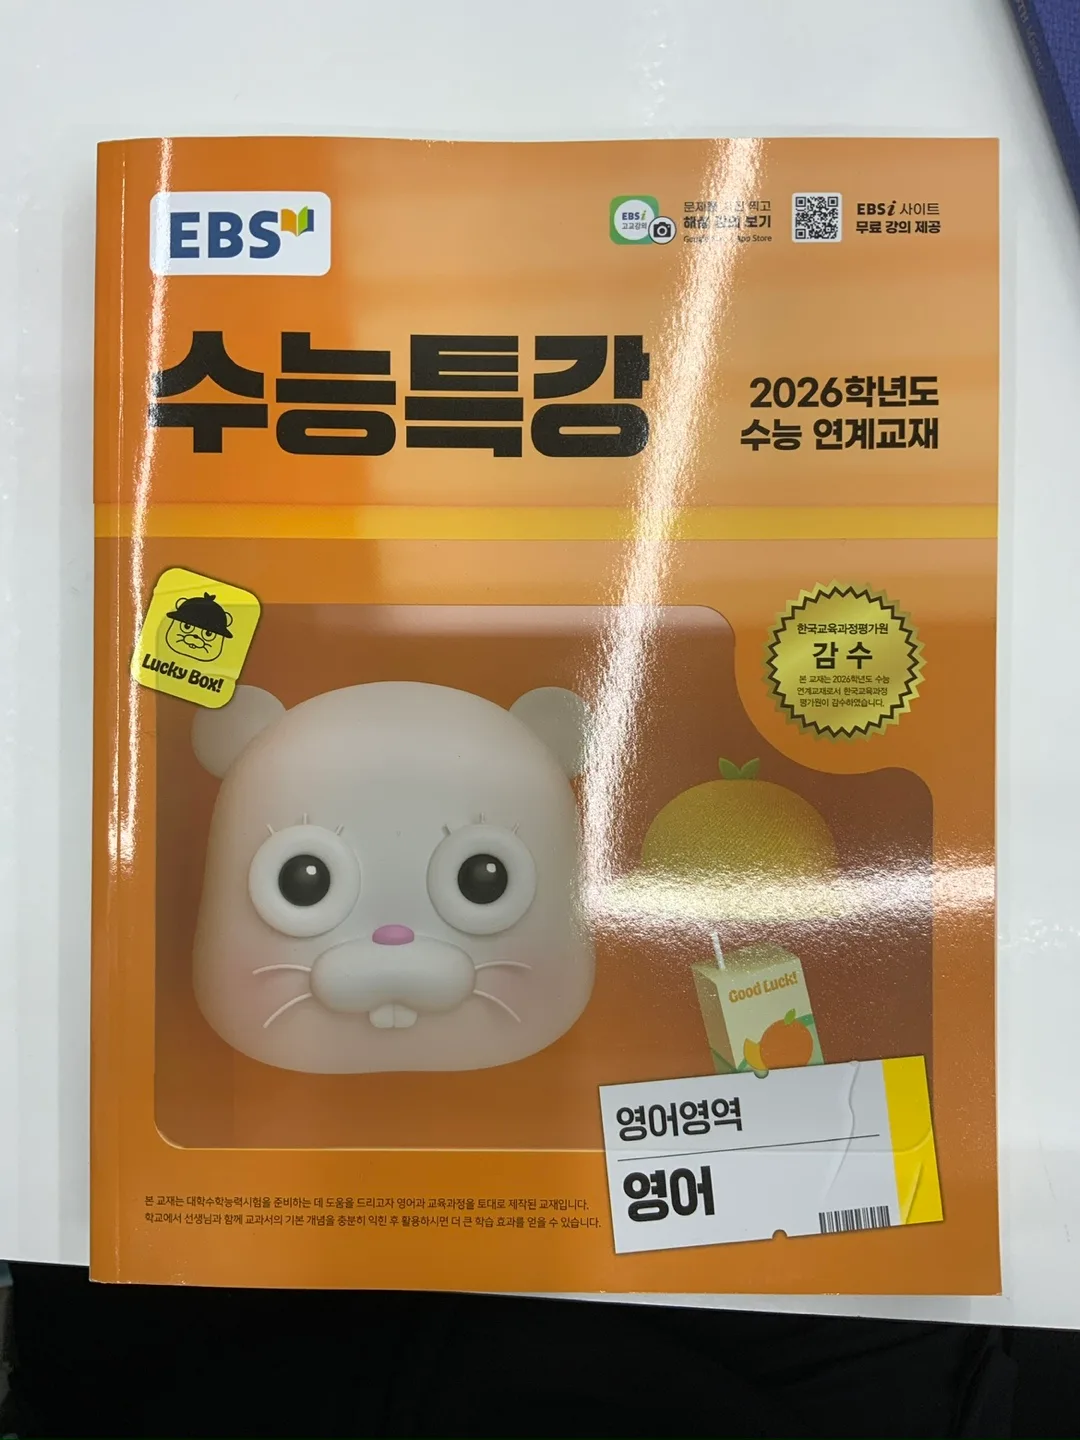 EBS
EBSi
고교강의
해설 강의 보기
EBSi 사이트
무료 강의 제공
수능특강
2026학년도
수능 연계교재
Lucky Box!
한국교육과정평가원
감수
본 교재는 2026학년도 수능
연계교재로서 한국교육과정
평가원이 감수하였습니다.
Good Luck!
영어영역
영어
본 교재는 대학수학능력시험을 준비하는 데 도움을 드리고자 영어과 교육과정을 토대로 제작된 교재입니다.
학교에서 선생님과 함께 교과서의 기본 개념을 충분히 익힌 후 활용하시면 더 큰 학습 효과를 얻을 수 있습니다.